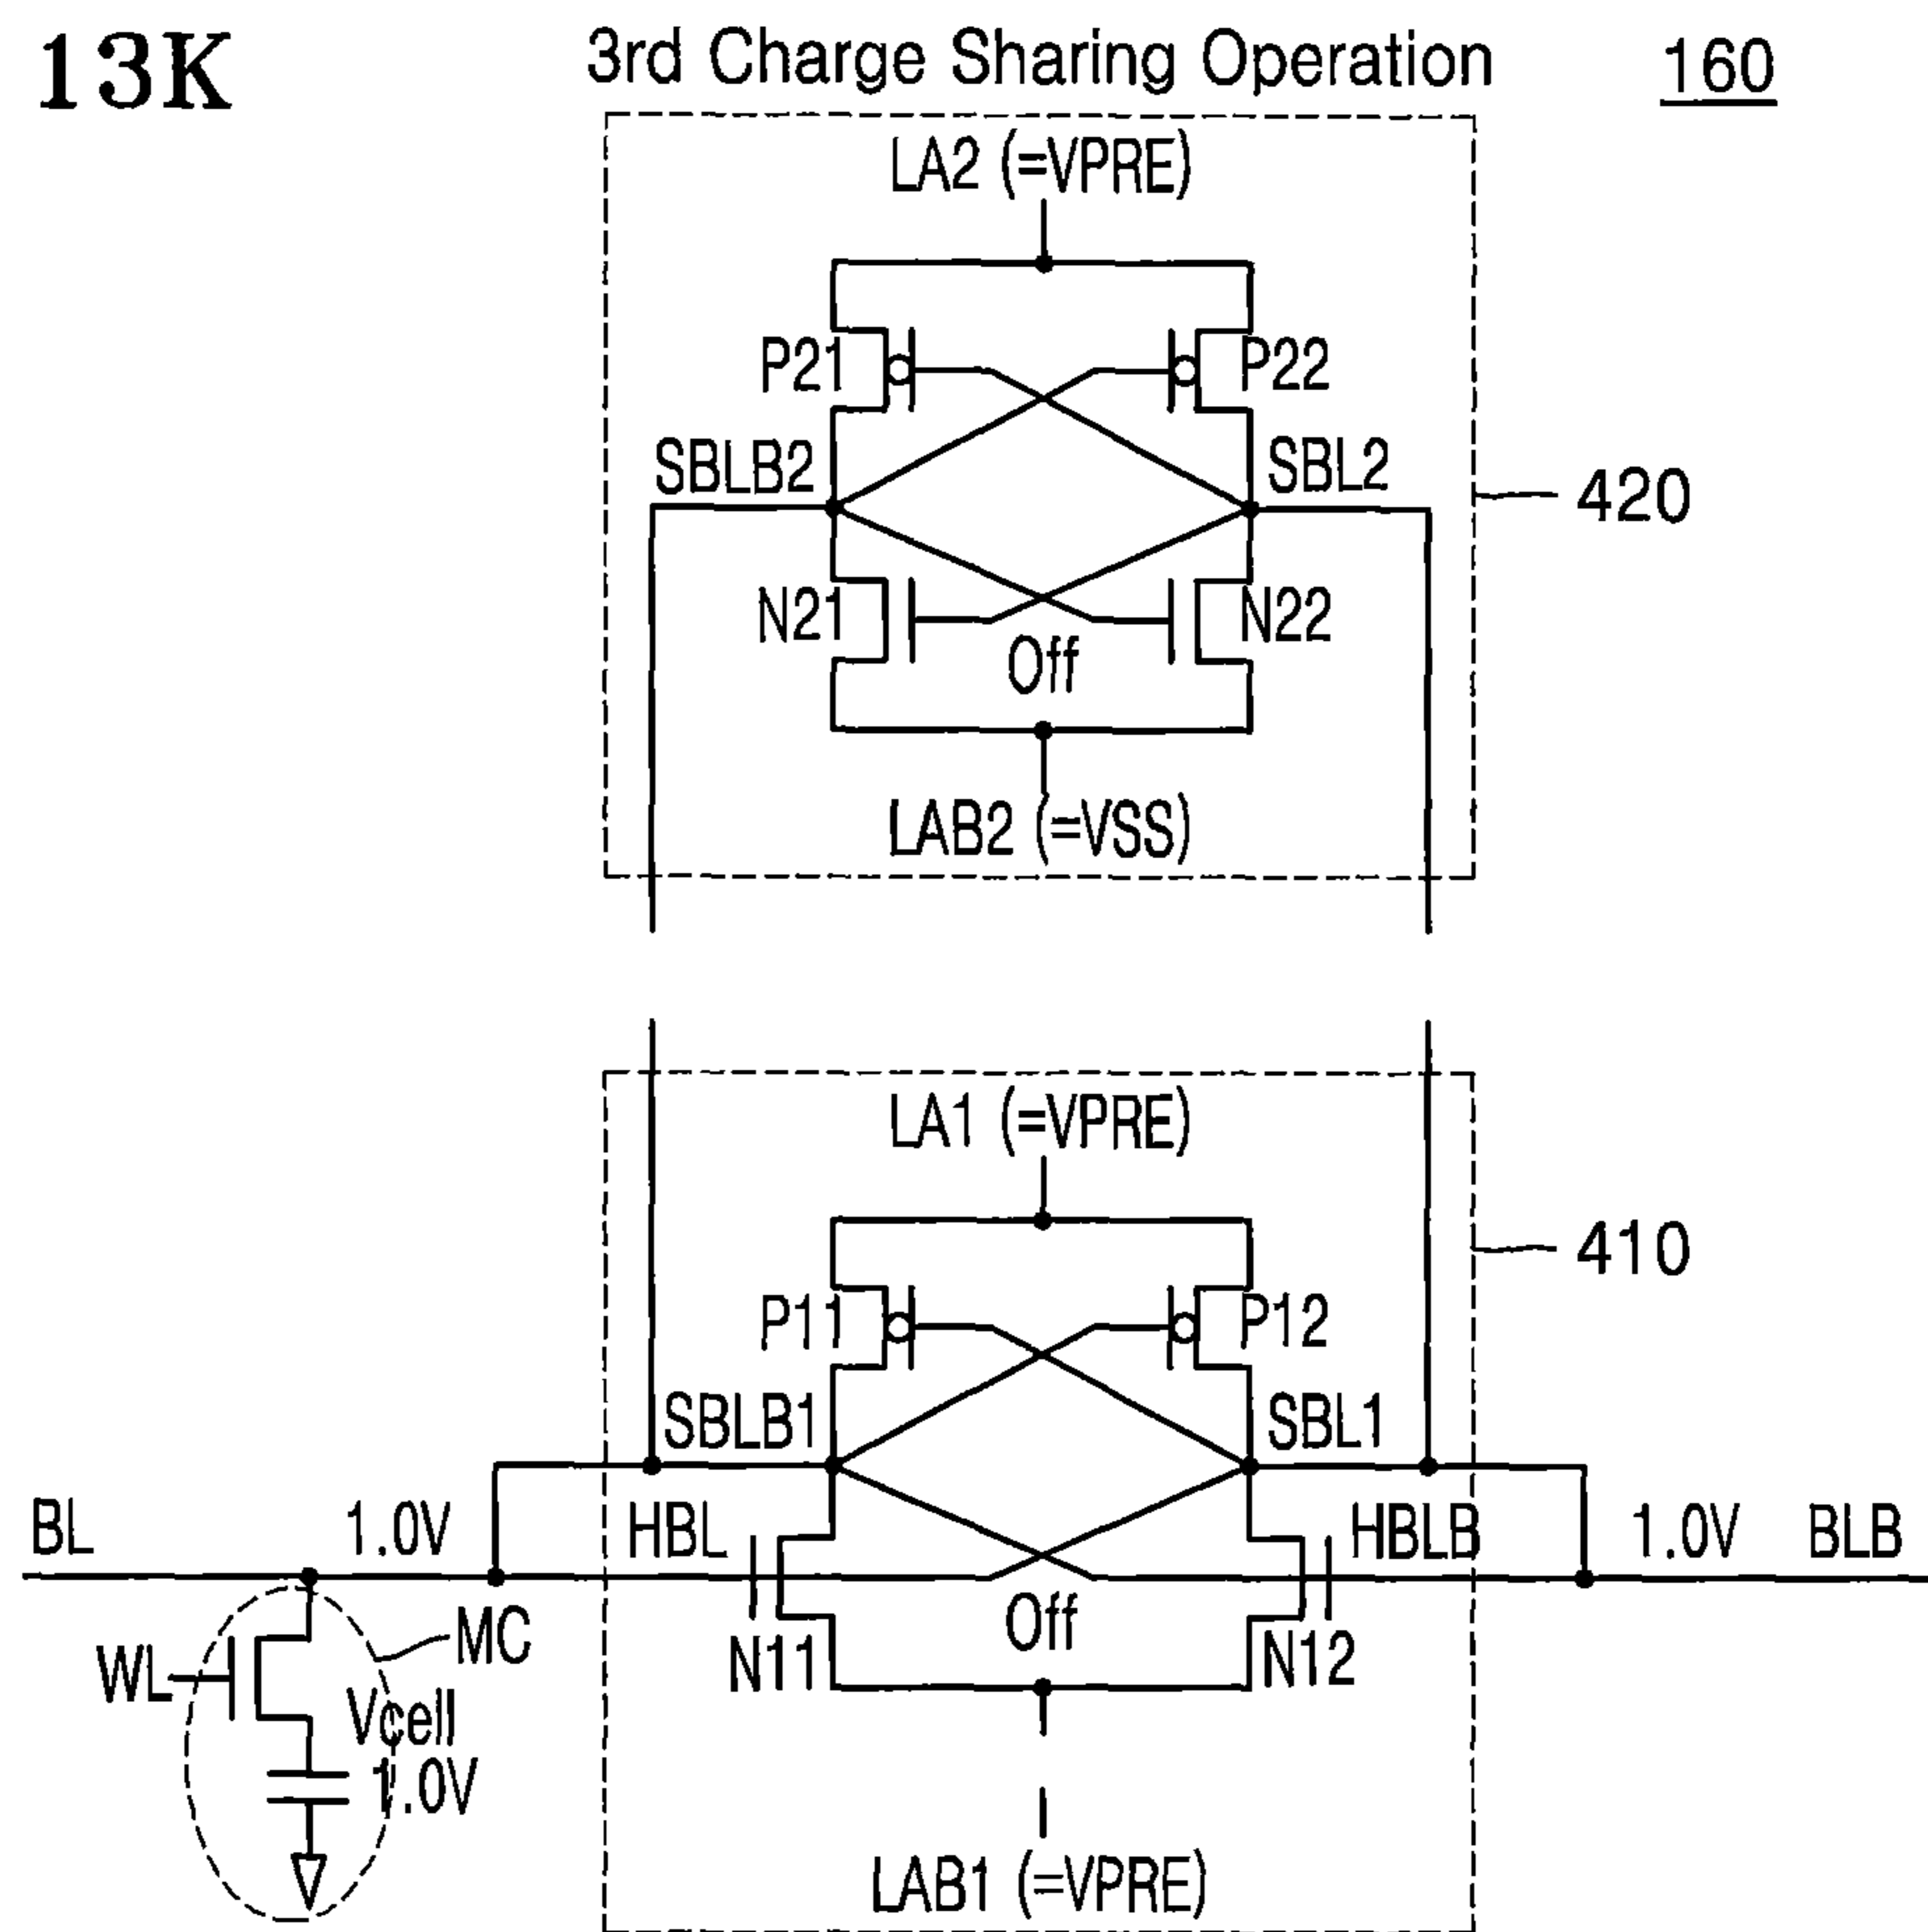 13K 3rd Charge Sharing Operation 160
LA2 (=VPRE)
P21 P22
SBLB2 SBL2
420
N21 N22
Off
LAB2 (=VSS)
LA1 (=VPRE)
410
P11 P12
SBLB1 SBL1
BL 1.0V HBL HBLB 1.0V BLB
Off
MC
WL N11 N12
Vcell
1.0V
LAB1 (=VPRE)